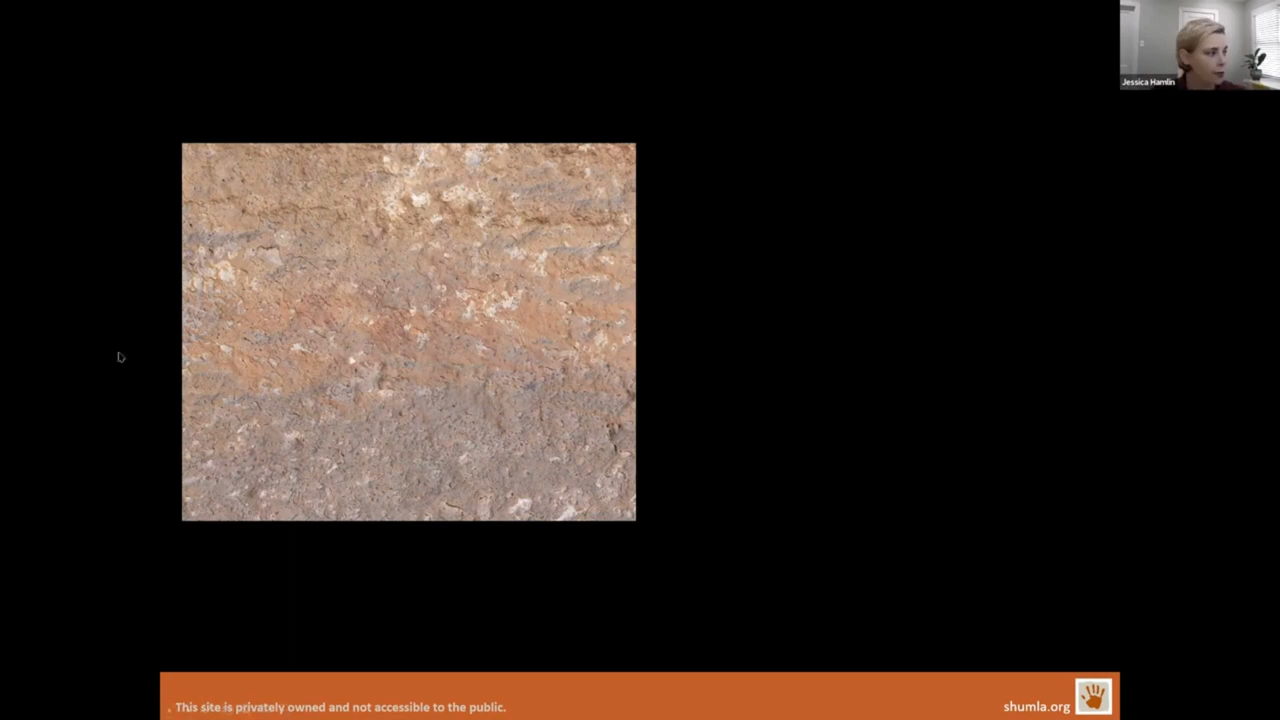 Jessica Hamlin
This site is privately owned and not accessible to the public.
shumla.org